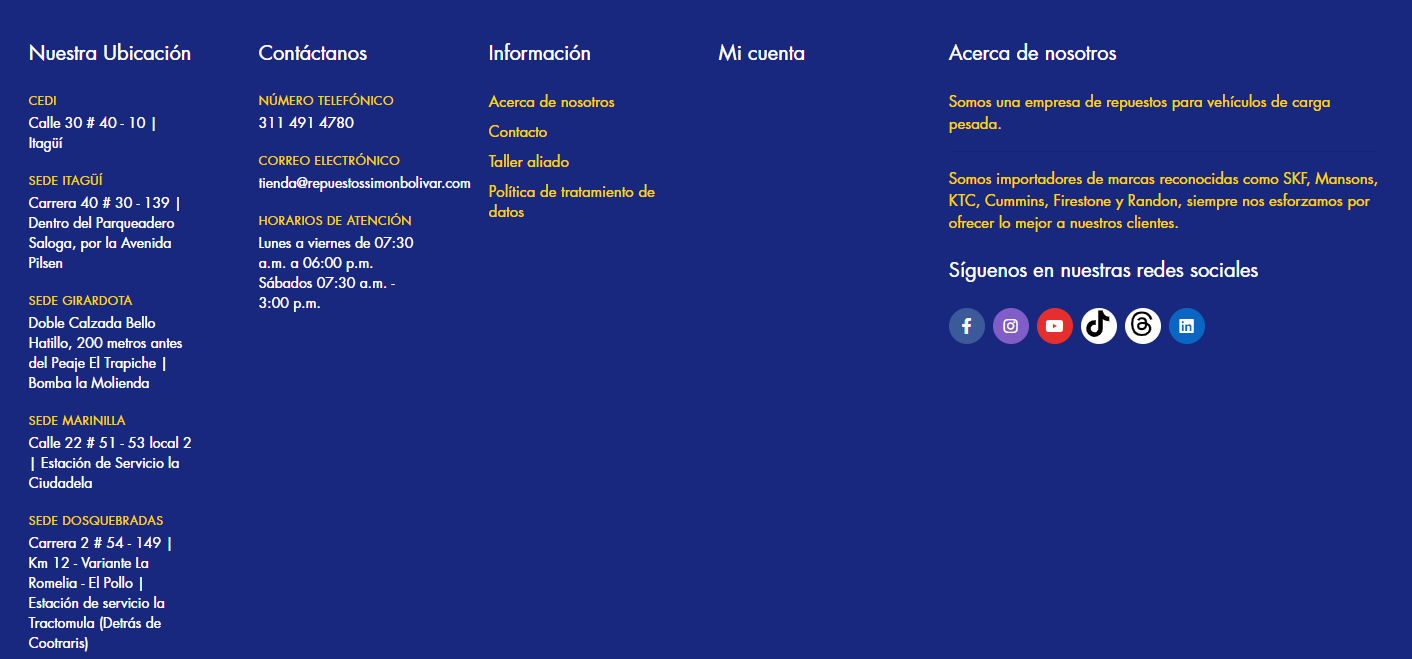 Nuestra Ubicación
CEDI
Calle 30 # 40 - 10 |
Itagüí
SEDE ITAGÜÍ
Carrera 40 # 30 - 139 |
Dentro del Parqueadero
Saloga, por la Avenida
Pilsen
SEDE GIRARDOTA
Doble Calzada Bello
Hatillo, 200 metros antes
del Peaje El Trapiche |
Bomba la Molienda
SEDE MARINILLA
Calle 22 # 51 - 53 local 2
| Estación de Servicio la
Ciudadela
SEDE DOSQUEBRADAS
Carrera 2 # 54 - 149 |
Km 12 - Variante La
Romelia - El Pollo |
Estación de servicio la
Tractomula (Detrás de
Cootraris)
Contáctanos
NÚMERO TELEFÓNICO
311 491 4780
CORREO ELECTRÓNICO
tienda@repuestossimonbolivar.com
HORARIOS DE ATENCIÓN
Lunes a viernes de 07:30
a.m. a 06:00 p.m.
Sábados 07:30 a.m. -
3:00 p.m.
Información
Acerca de nosotros
Contacto
Taller aliado
Política de tratamiento de
datos
Mi cuenta
Acerca de nosotros
Somos una empresa de repuestos para vehículos de carga
pesada.
Somos importadores de marcas reconocidas como SKF, Mansons,
KTC, Cummins, Firestone y Randon, siempre nos esforzamos por
ofrecer lo mejor a nuestros clientes.
Síguenos en nuestras redes sociales